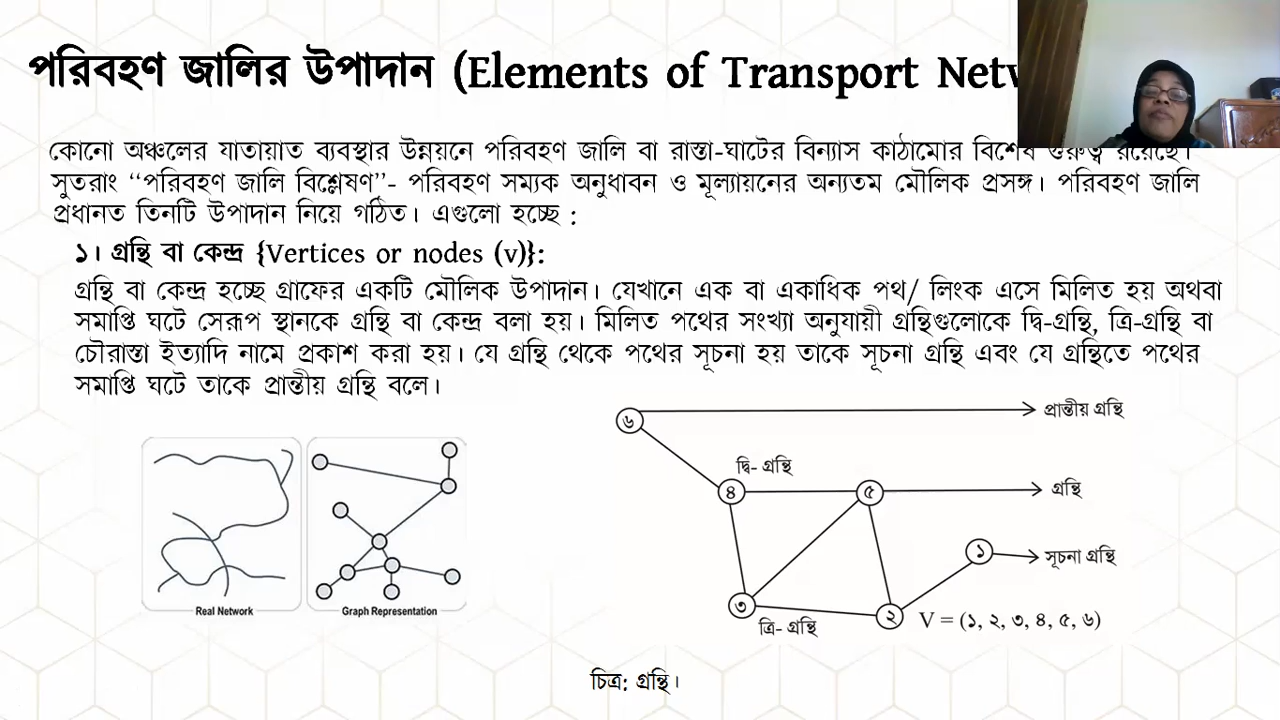 পরিবহণ জালির উপাদান (Elements of Transport
কোনো অঞ্চলের যাতায়াত ব্যবস্থার উন্নয়নে পরিবহণ জালি বা রাস্তা-ঘাটের বিন্যাস কাঠামোর বিশেষ গুরুত্ব রয়েছে।
সুতরাং “পরিবহণ জালি বিশ্লেষণ”- পরিবহণ সম্যক অনুধাবন ও মূল্যায়নের অন্যতম মৌলিক প্রসঙ্গ। পরিবহণ জালি
প্রধানত তিনটি উপাদান নিয়ে গঠিত। এগুলো হচ্ছে :
১। গ্রন্থি বা কেন্দ্র {Vertices or nodes (v)}:
গ্রন্থি বা কেন্দ্র হচ্ছে গ্রাফের একটি মৌলিক উপাদান। যেখানে এক বা একাধিক পথ/ লিংক এসে মিলিত হয় অথবা
সমাপ্তি ঘটে সেরূপ স্থানকে গ্রন্থি বা কেন্দ্র বলা হয়। মিলিত পথের সংখ্যা অনুযায়ী গ্রন্থিগুলোকে দ্বি-গ্রন্থি, ত্রি-গ্রন্থি বা
চৌরাস্তা ইত্যাদি নামে প্রকাশ করা হয়। যে গ্রন্থি থেকে পথের সূচনা হয় তাকে সূচনা গ্রন্থি এবং যে গ্রন্থিতে পথের
সমাপ্তি ঘটে তাকে প্রান্তীয় গ্রন্থি বলে।
৬
প্রান্তীয় গ্রন্থি
দ্বি- গ্রন্থি
৪
৫
গ্রন্থি
১
সূচনা গ্রন্থি
৩
২
V = (১, ২, ৩, ৪, ৫, ৬)
ত্রি- গ্রন্থি
Real Network
Graph Representation
চিত্র: গ্রন্থি।